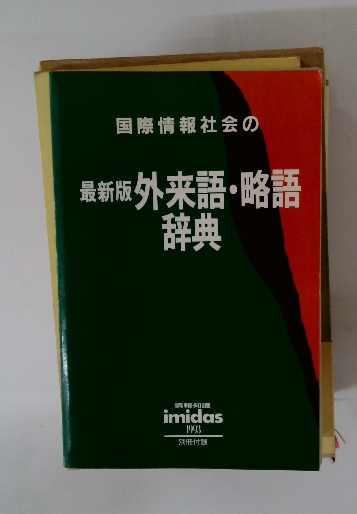 国際情報社会の
最新版外来語・略語
辞典
情報・知識
imidas
1993
別冊付録